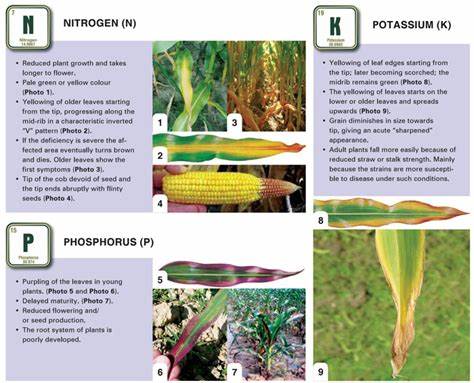 7
N
Nitrogen
14.0067
NITROGEN (N)
• Reduced plant growth and takes
longer to flower.
• Pale green or yellow colour
(Photo 1).
• Yellowing of older leaves starting
from the tip, progressing along
the mid-rib in a characteristic inverted
"V" pattern (Photo 2).
• If the deficiency is severe the af-
fected area eventually turns brown
and dies. Older leaves show the
first symptoms (Photo 3).
• Tip of the cob devoid of seed and
the tip ends abruptly with flinty
seeds (Photo 4).
1
3
2
4
15
P
Phosphorus
PHOSPHORUS (P)
• Purpling of the leaves in young
plants. (Photo 5 and Photo 6).
• Delayed maturity. (Photo 7).
• Reduced flowering and/
or seed production.
• The root system of plants is
poorly developed.
5
6
7
19
K
Potassium
39.0983
POTASSIUM (K)
• Yellowing of leaf edges starting from
the tip; later becoming scorched; the
midrib remains green (Photo 8).
• The yellowing of leaves starts on the
lower or older leaves and spreads
upwards (Photo 9).
• Grain diminishes in size towards
tip, giving an acute "sharpened"
appearance.
• Adult plants fall more easily because of
reduced straw or stalk strength. Mainly
because the strains are more suscepti-
ble to disease under such conditions.
8
9